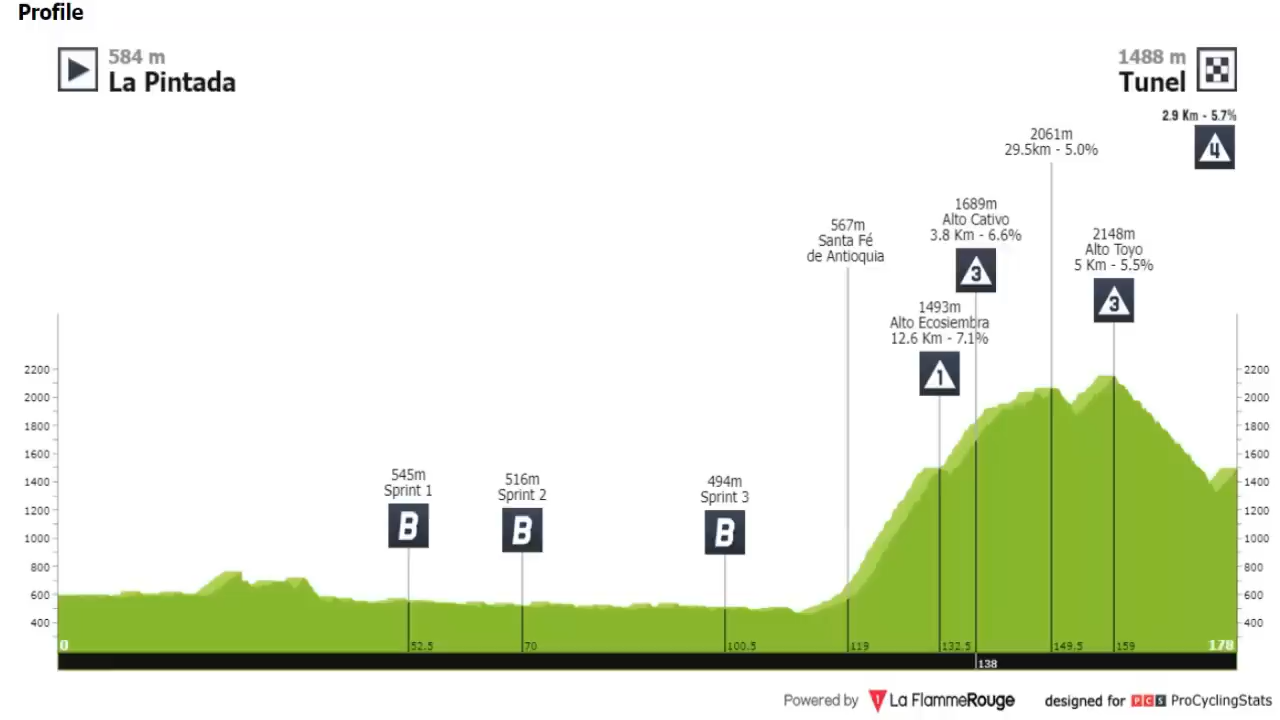 Profile
584 m
La Pintada
1488 m
Tunel
2.9 Km - 5.7%
4
2061m
29.5km - 5.0%
1689m
Alto Cativo
3.8 Km - 6.6%
3
567m
Santa Fé
de Antioquia
2148m
Alto Toyo
5 Km - 5.5%
3
1493m
Alto Ecosiembra
12.6 Km - 7.1%
1
545m
Sprint 1
B
516m
Sprint 2
B
494m
Sprint 3
B
2200 2200
2000 2000
1800 1800
1600 1600
1400 1400
1200 1200
1000 1000
800 800
600 600
400 400
0 52.5 70 100.5 119 132.5 149.5 159 178
138
Powered by La FlammeRouge designed for PCS ProCyclingStats